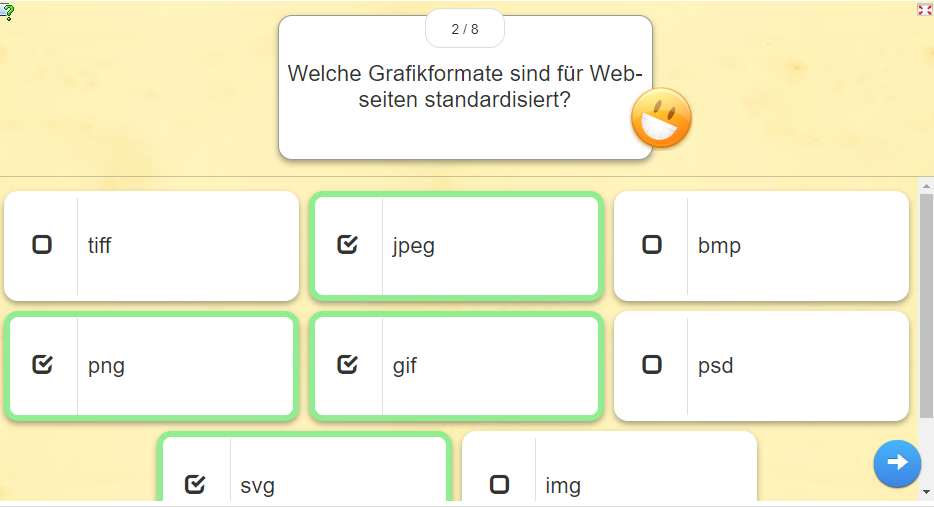 2 / 8
Welche Grafikformate sind für Web-
seiten standardisiert?
tiff
jpeg
bmp
png
gif
psd
svg
img